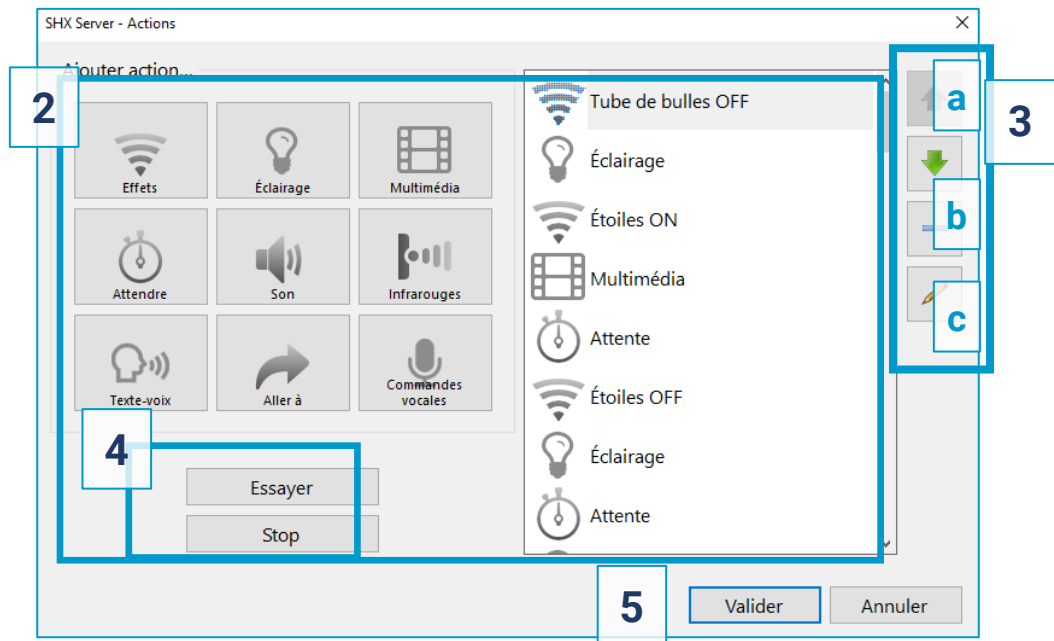 SHX Server - Actions
Ajouter action...
2
Effets
Éclairage
Multimédia
Attendre
Son
Infrarouges
Texte-voix
Aller à
Commandes
vocales
4
Essayer
Stop
Tube de bulles OFF
Éclairage
Étoiles ON
Multimédia
Attente
Étoiles OFF
Éclairage
Attente
a
3
b
c
5
Valider
Annuler